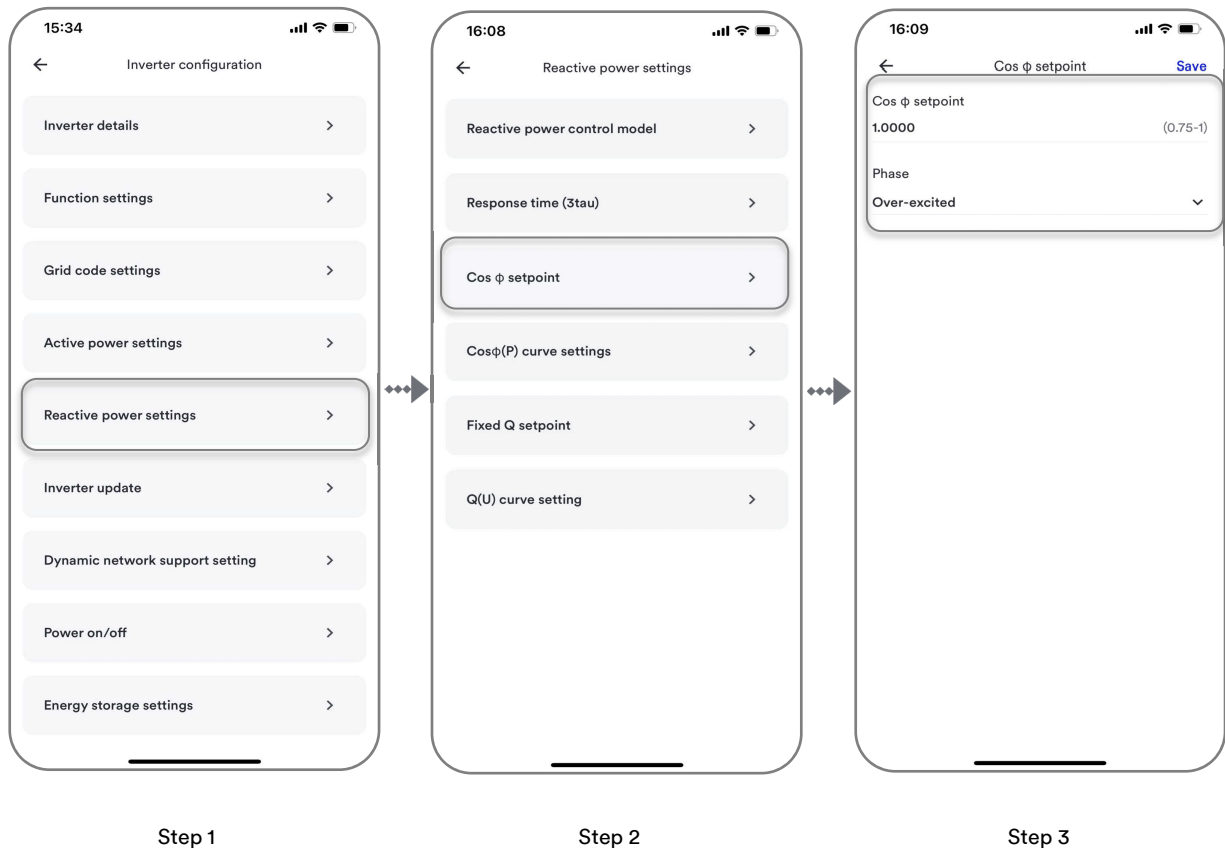 15:34
Inverter configuration
Inverter details
Function settings
Grid code settings
Active power settings
Reactive power settings
Inverter update
Dynamic network support setting
Power on/off
Energy storage settings
Step 1
16:08
Reactive power settings
Reactive power control model
Response time (3tau)
Cos φ setpoint
Cosφ(P) curve settings
Fixed Q setpoint
Q(U) curve setting
Step 2
16:09
Cos φ setpoint Save
Cos φ setpoint
1.0000 (0.75-1)
Phase
Over-excited
Step 3